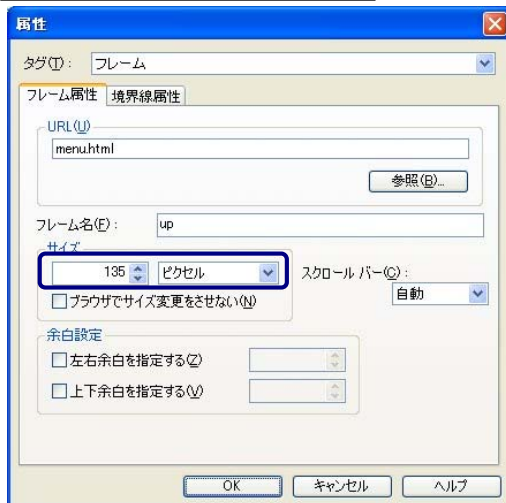 属性
タグ(T): フレーム
フレーム属性 境界線属性
URL(U)
menu.html
参照(B)...
フレーム名(F): up
サイズ
135 ピクセル スクロール バー(C):
自動
ブラウザでサイズ変更をさせない(N)
余白設定
左右余白を指定する(Z)
上下余白を指定する(V)
OK キャンセル ヘルプ